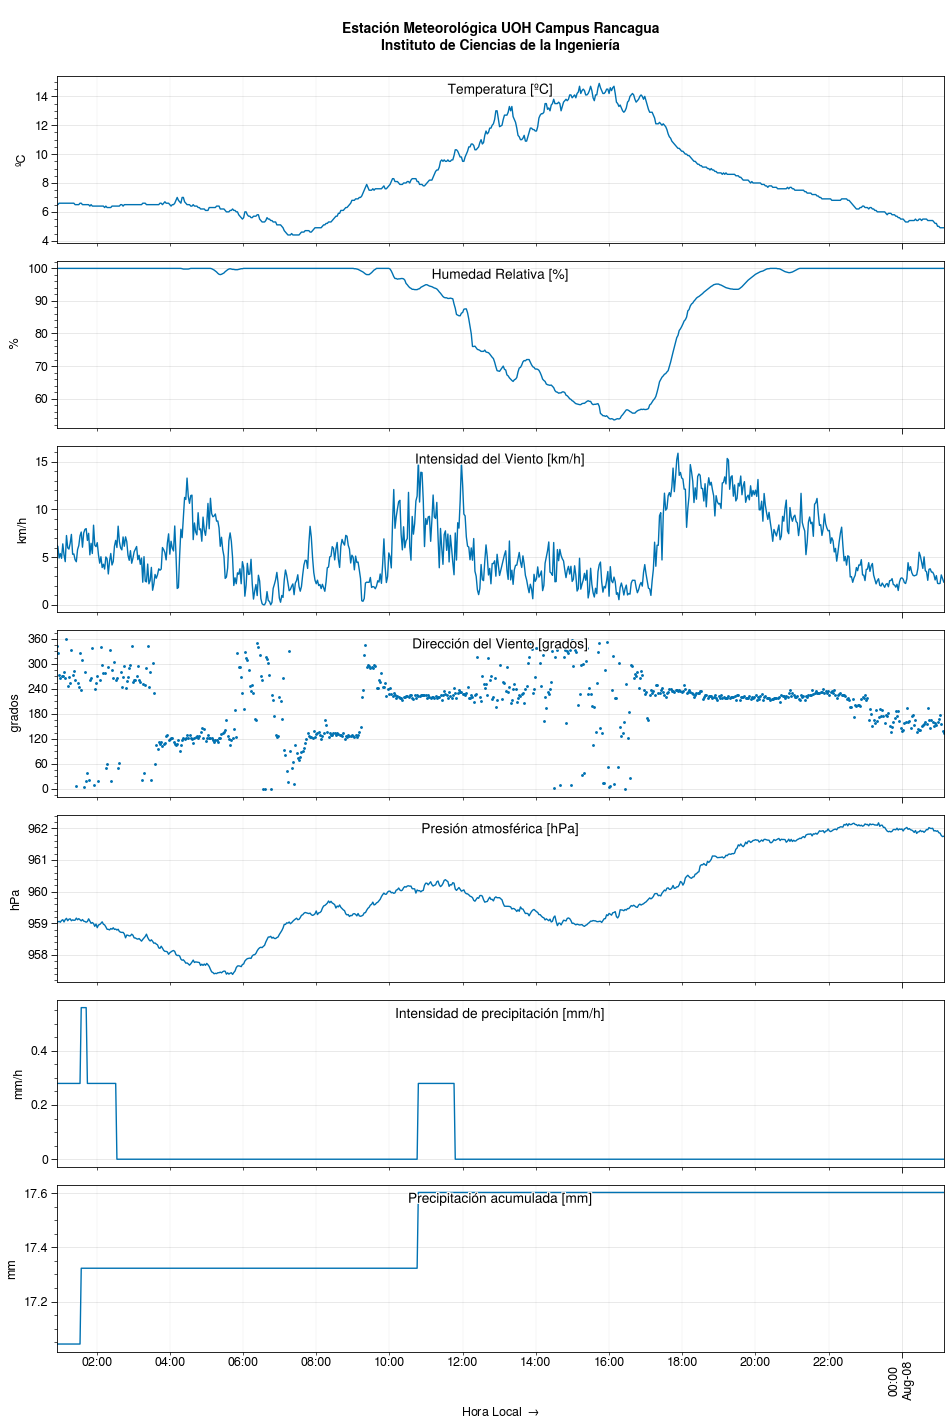 Estación Meteorológica UOH Campus Rancagua
Instituto de Ciencias de la Ingeniería
Temperatura [ºC]
ºC
14
12
10
8
6
4
Humedad Relativa [%]
%
100
90
80
70
60
Intensidad del Viento [km/h]
km/h
15
10
5
0
Dirección del Viento [grados]
grados
360
300
240
180
120
60
0
Presión atmosférica [hPa]
hPa
962
961
960
959
958
Intensidad de precipitación [mm/h]
mm/h
0.4
0.2
0
Precipitación acumulada [mm]
mm
17.6
17.4
17.2
02:00 04:00 06:00 08:00 10:00 12:00 14:00 16:00 18:00 20:00 22:00 00:00
Aug-08
Hora Local →